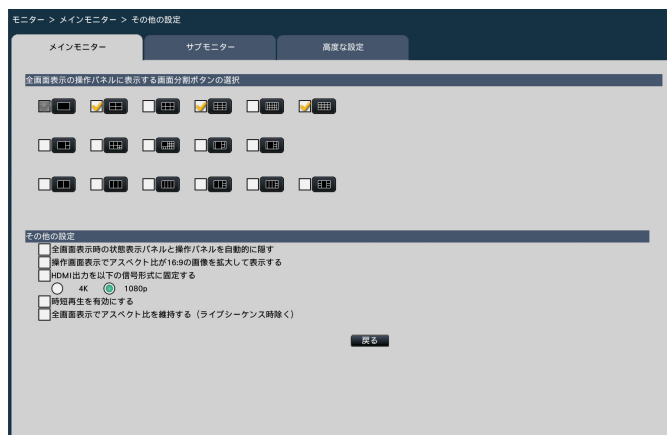 モニター > メインモニター > その他の設定
メインモニター サブモニター 高度な設定
全画面表示の操作パネルに表示する画面分割ボタンの選択
その他の設定
全画面表示時の状態表示パネルと操作パネルを自動的に隠す
操作画面表示でアスペクト比が16:9の画像を拡大して表示する
HDMI出力を以下の信号形式に固定する
4K 1080p
時短再生を有効にする
全画面表示でアスペクト比を維持する（ライブシーケンス時除く）
戻る